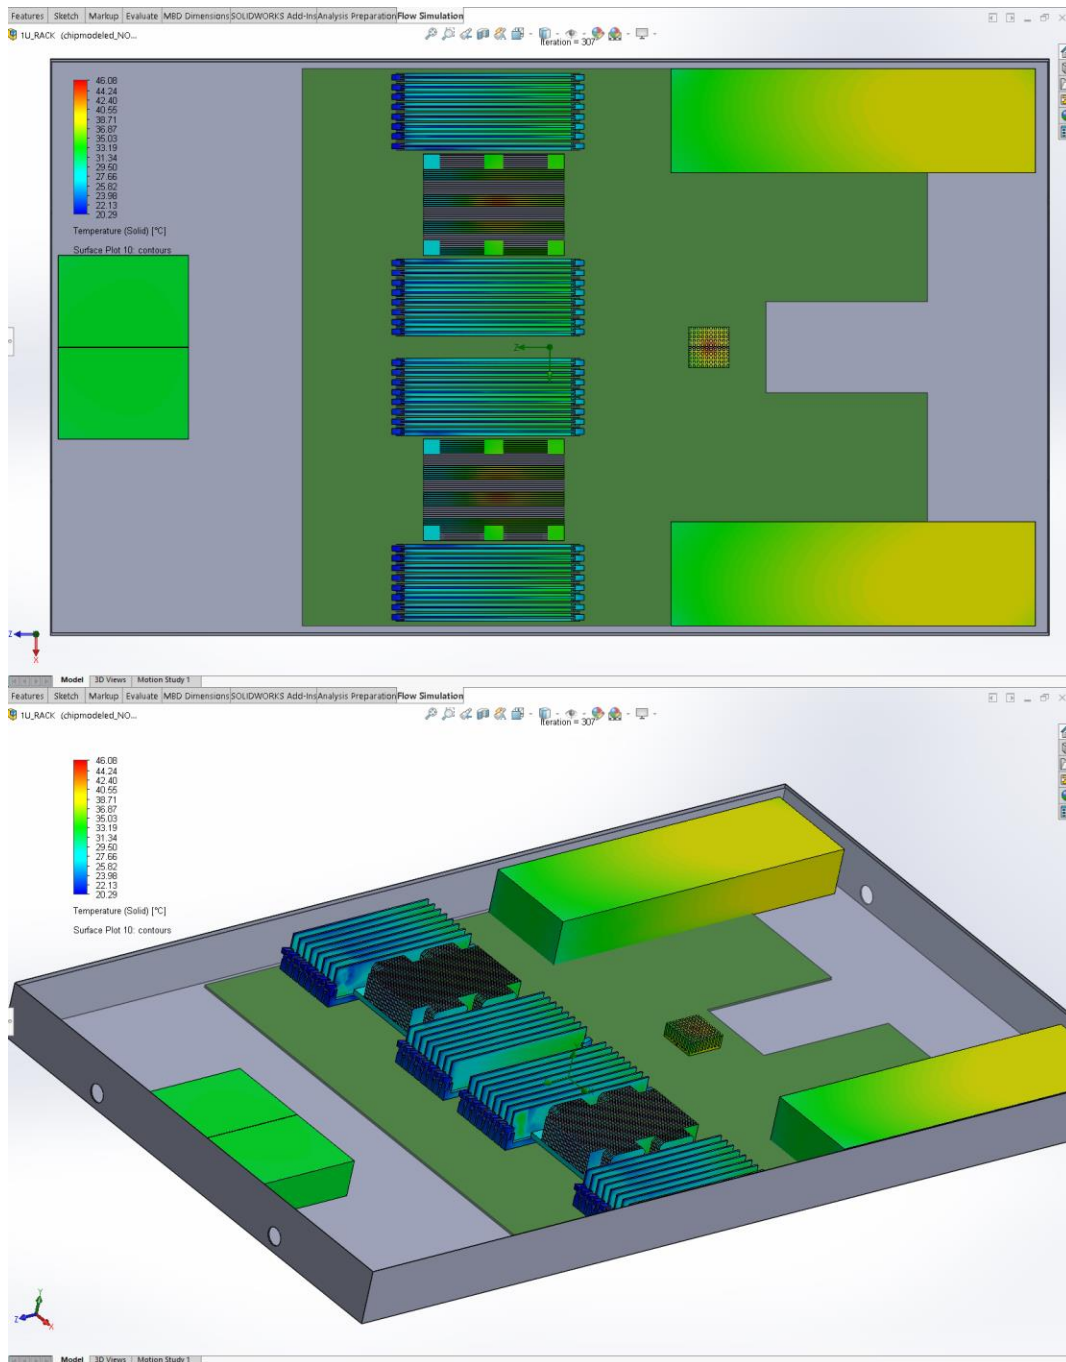 Features Sketch Markup Evaluate MBD Dimensions SOLIDWORKS Add-Ins Analysis Preparation Flow Simulation
1U_RACK (chipmodeled_NO...
Iteration = 307
46.08
44.24
42.40
40.55
38.71
36.87
35.03
33.19
31.34
29.50
27.66
25.82
23.98
22.13
20.29
Temperature (Solid) [°C]
Surface Plot 10: contours
Z
Z
X
Model 3D Views Motion Study 1
Features Sketch Markup Evaluate MBD Dimensions SOLIDWORKS Add-Ins Analysis Preparation Flow Simulation
1U_RACK (chipmodeled_NO...
Iteration = 307
46.08
44.24
42.40
40.55
38.71
36.87
35.03
33.19
31.34
29.50
27.66
25.82
23.98
22.13
20.29
Temperature (Solid) [°C]
Surface Plot 10: contours
Y
Z
X
Model 3D Views Motion Study 1